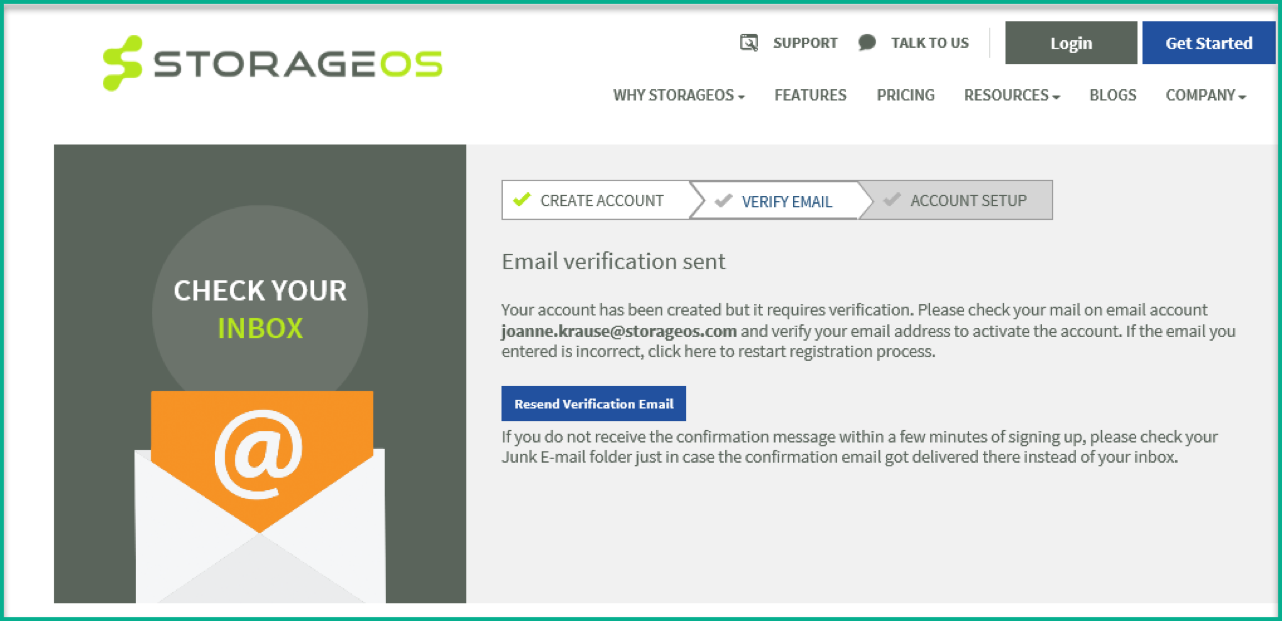 STORAGEOS
SUPPORT
TALK TO US
Login
Get Started
WHY STORAGEOS
FEATURES
PRICING
RESOURCES
BLOGS
COMPANY
CHECK YOUR
INBOX
@
CREATE ACCOUNT
VERIFY EMAIL
ACCOUNT SETUP
Email verification sent
Your account has been created but it requires verification. Please check your mail on email account
joanne.krause@storageos.com and verify your email address to activate the account. If the email you
entered is incorrect, click here to restart registration process.
Resend Verification Email
If you do not receive the confirmation message within a few minutes of signing up, please check your
Junk E-mail folder just in case the confirmation email got delivered there instead of your inbox.